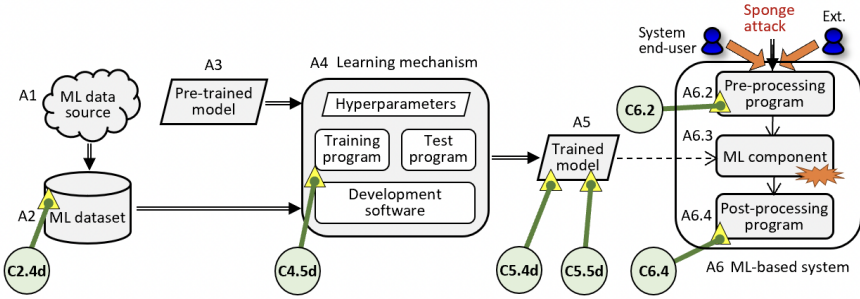 Sponge
attack
System
end-user
Ext.
A1
ML data
source
A3
Pre-trained
model
A4 Learning mechanism
Hyperparameters
Training
program
Test
program
Development
software
A2
ML dataset
A5
Trained
model
A6.2
Pre-processing
program
A6.3
ML component
A6.4
Post-processing
program
C6.2
C2.4d
C4.5d
C5.4d
C5.5d
C6.4
A6 ML-based system